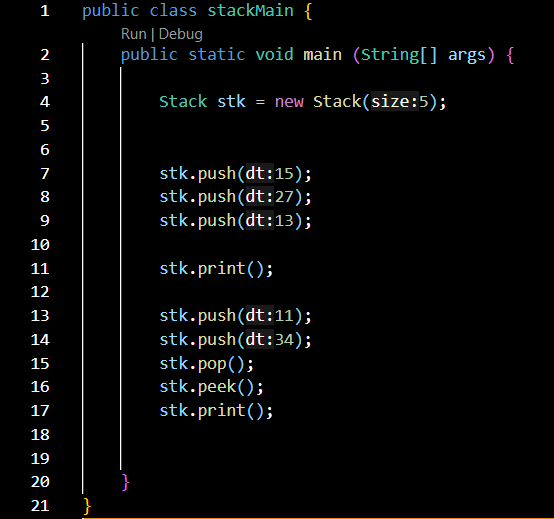 1 public class stackMain {
Run | Debug
2 public static void main (String[] args) {
3
4 Stack stk = new Stack(size:5);
5
6
7 stk.push(dt:15);
8 stk.push(dt:27);
9 stk.push(dt:13);
10
11 stk.print();
12
13 stk.push(dt:11);
14 stk.push(dt:34);
15 stk.pop();
16 stk.peek();
17 stk.print();
18
19
20 }
21 }